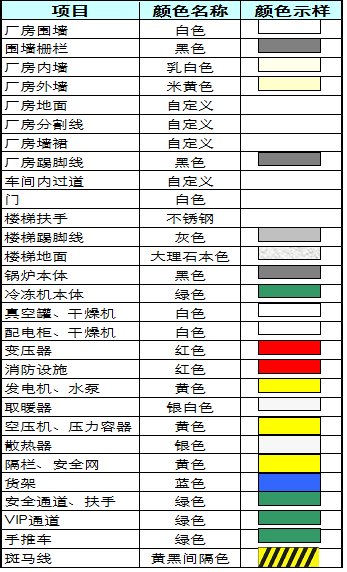 项目 颜色名称 颜色示样
厂房围墙 白色
围墙栅栏 黑色
厂房内墙 乳白色
厂房外墙 米黄色
厂房地面 自定义
厂房分割线 自定义
厂房墙裙 自定义
厂房踢脚线 黑色
车间内过道 自定义
门 白色
楼梯扶手 不锈钢
楼梯踢脚线 灰色
楼梯地面 大理石本色
锅炉本体 黑色
冷冻机本体 绿色
真空罐、干燥机 白色
配电柜、干燥机 白色
变压器 红色
消防设施 红色
发电机、水泵 黄色
取暖器 银白色
空压机、压力容器 黄色
散热器 银色
隔栏、安全网 黄色
货架 蓝色
安全通道、扶手 绿色
VIP通道 绿色
手推车 绿色
斑马线 黄黑间隔色